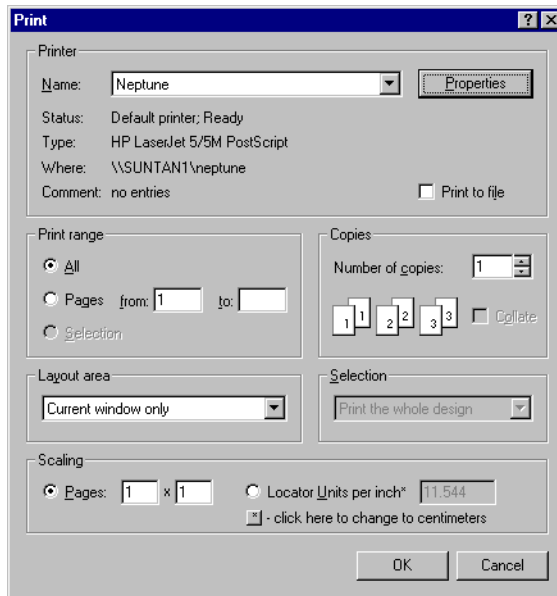 Print
Printer
Name: Neptune Properties
Status: Default printer; Ready
Type: HP LaserJet 5/5M PostScript
Where: \\SUNTAN1\neptune
Comment: no entries Print to file
Print range
All
Pages from: 1 to:
Selection
Copies
Number of copies: 1
1 1 2 2 3 3 Collate
Layout area
Current window only
Selection
Print the whole design
Scaling
Pages: 1 x 1 Locator Units per inch* 11.544
* - click here to change to centimeters
OK Cancel